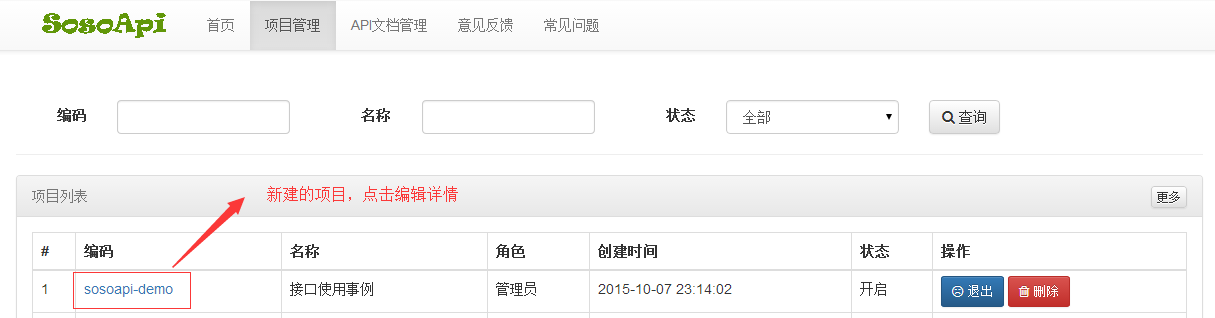 SosoApi 首页 项目管理 API文档管理 意见反馈 常见问题
编码 名称 状态 全部 查询
项目列表 新建的项目，点击编辑详情 更多
# 编码 名称 角色 创建时间 状态 操作
1 sosoapi-demo 接口使用事例 管理员 2015-10-07 23:14:02 开启 退出 删除